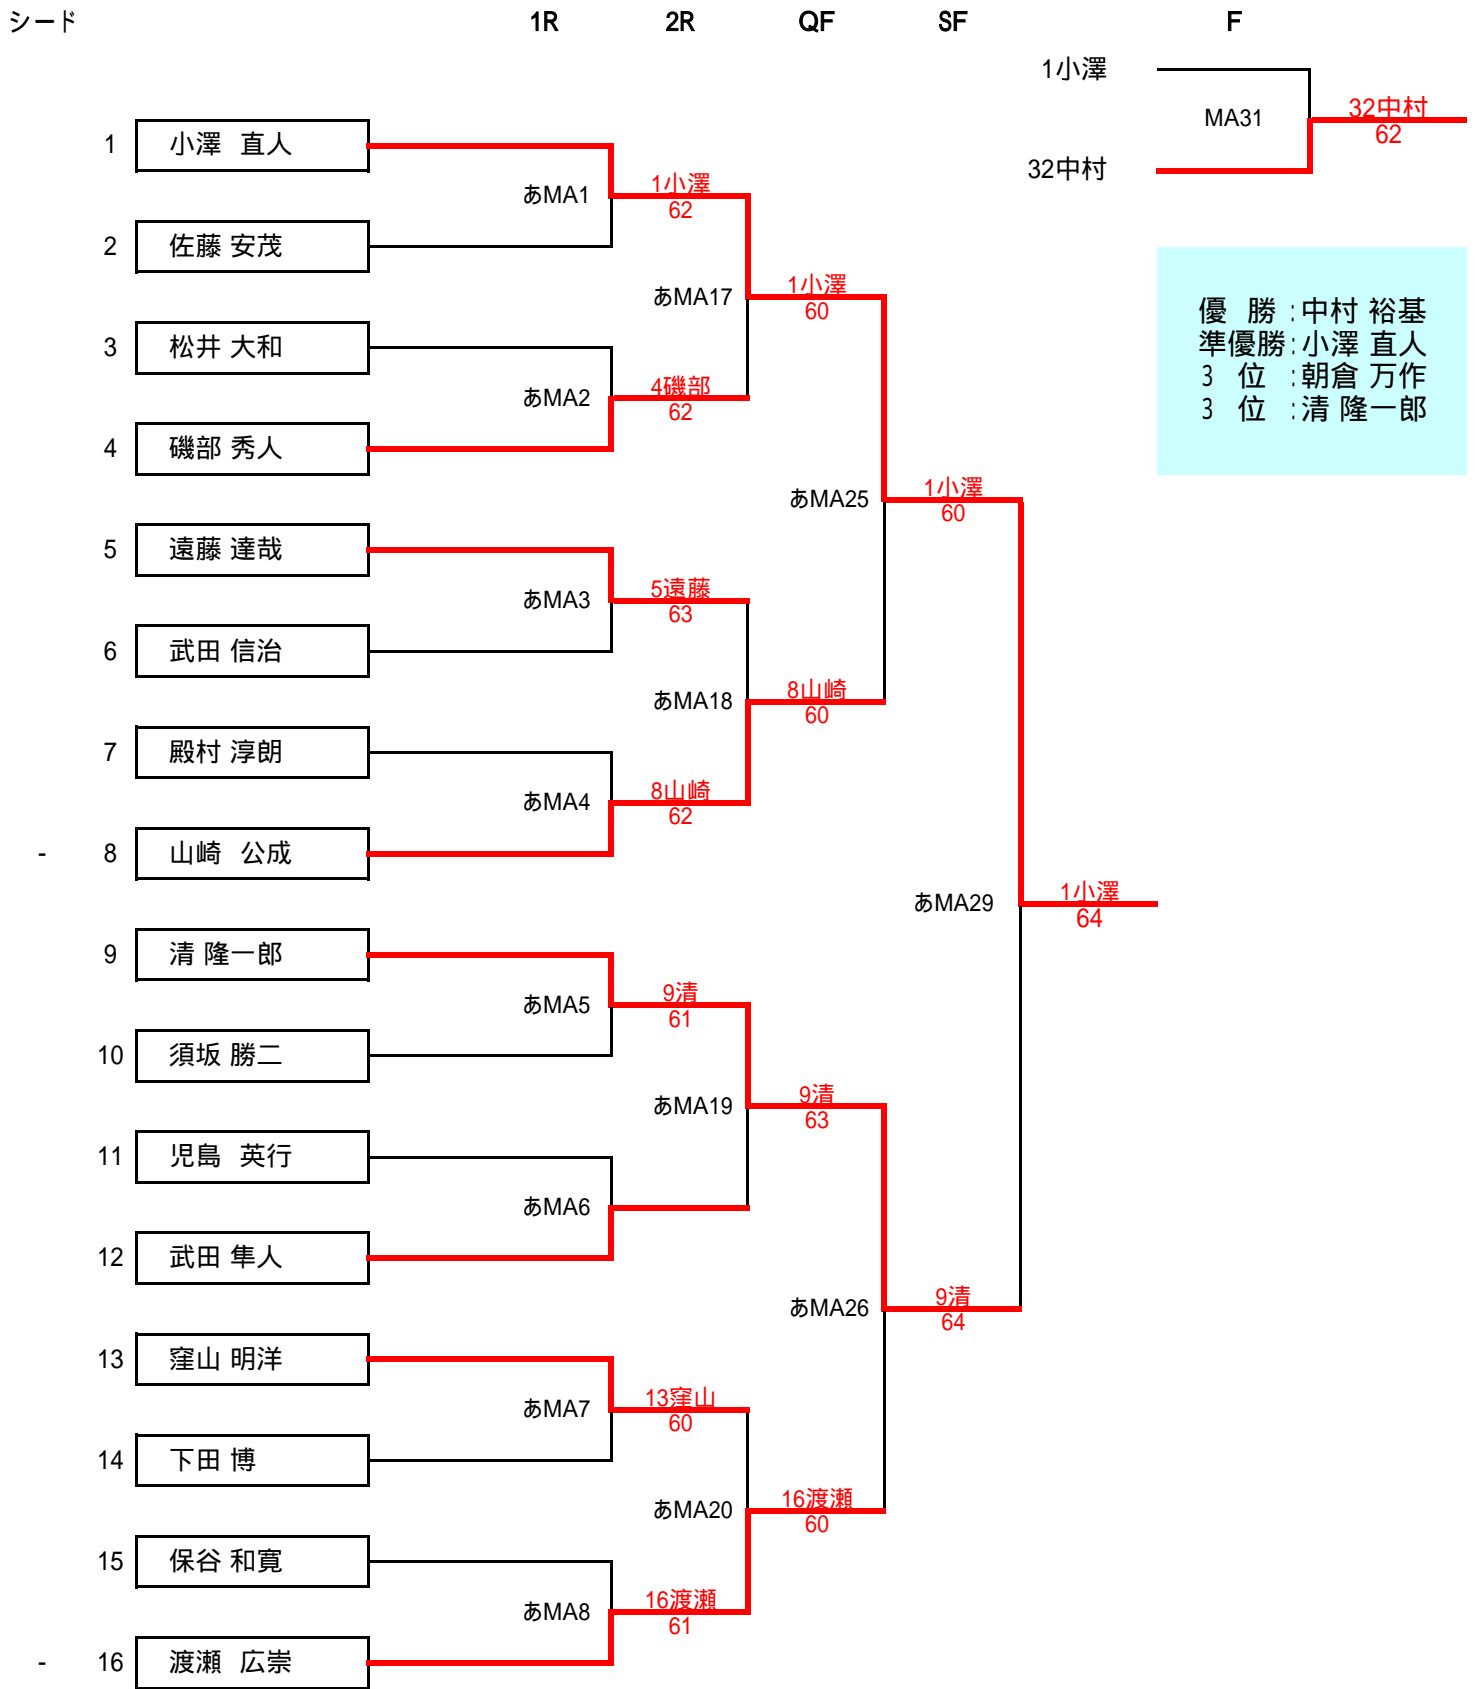 シード 1R 2R QF SF F
1小澤
MA31 32中村
62
32中村
1 小澤 直人
あMA1 1小澤
62
2 佐藤 安茂
あMA17 1小澤
60
優 勝 :中村 裕基
準優勝:小澤 直人
3 位 :朝倉 万作
3 位 :清 隆一郎
3 松井 大和
あMA2 4磯部
62
4 磯部 秀人
あMA25 1小澤
60
5 遠藤 達哉
あMA3 5遠藤
63
6 武田 信治
あMA18 8山崎
60
7 殿村 淳朗
あMA4 8山崎
62
- 8 山崎 公成
あMA29 1小澤
64
9 清 隆一郎
あMA5 9清
61
10 須坂 勝二
あMA19 9清
63
11 児島 英行
あMA6
12 武田 隼人
あMA26 9清
64
13 窪山 明洋
あMA7 13窪山
60
14 下田 博
あMA20 16渡瀬
60
15 保谷 和寛
あMA8 16渡瀬
61
- 16 渡瀬 広崇